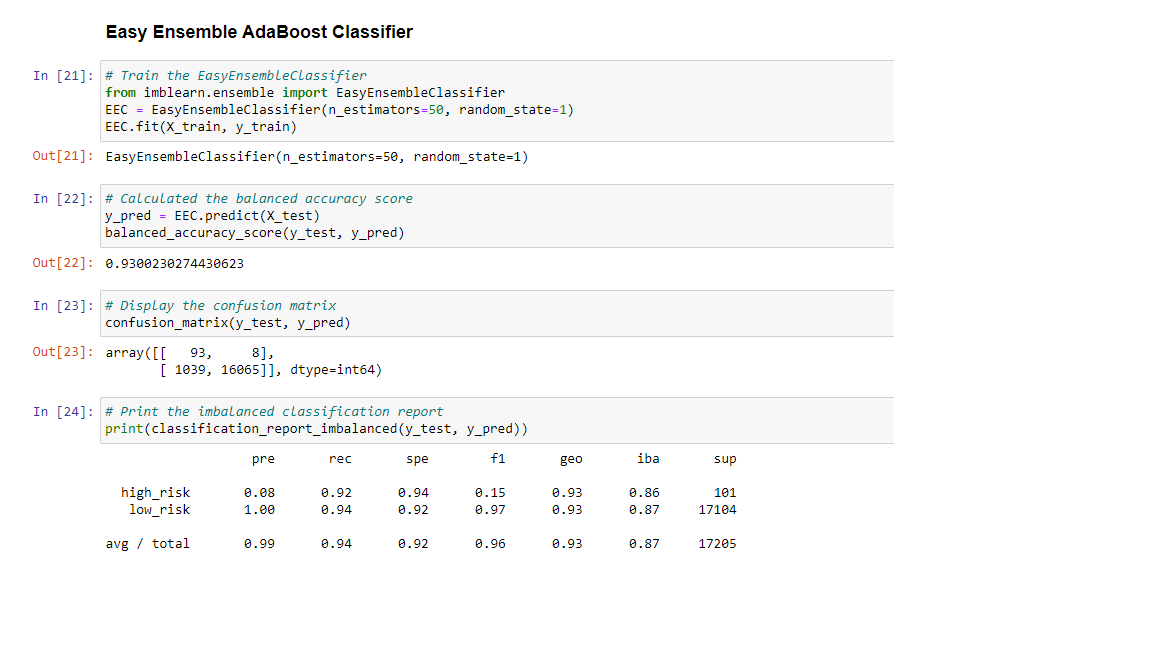 Easy Ensemble AdaBoost Classifier
In [21]: # Train the EasyEnsembleClassifier
from imblearn.ensemble import EasyEnsembleClassifier
EEC = EasyEnsembleClassifier(n_estimators=50, random_state=1)
EEC.fit(X_train, y_train)
Out[21]: EasyEnsembleClassifier(n_estimators=50, random_state=1)
In [22]: # Calculated the balanced accuracy score
y_pred = EEC.predict(X_test)
balanced_accuracy_score(y_test, y_pred)
Out[22]: 0.9300230274430623
In [23]: # Display the confusion matrix
confusion_matrix(y_test, y_pred)
Out[23]: array([[   93,     8],
       [ 1039, 16065]], dtype=int64)
In [24]: # Print the imbalanced classification report
print(classification_report_imbalanced(y_test, y_pred))
pre rec spe f1 geo iba sup
high_risk 0.08 0.92 0.94 0.15 0.93 0.86 101
low_risk 1.00 0.94 0.92 0.97 0.93 0.87 17104
avg / total 0.99 0.94 0.92 0.96 0.93 0.87 17205